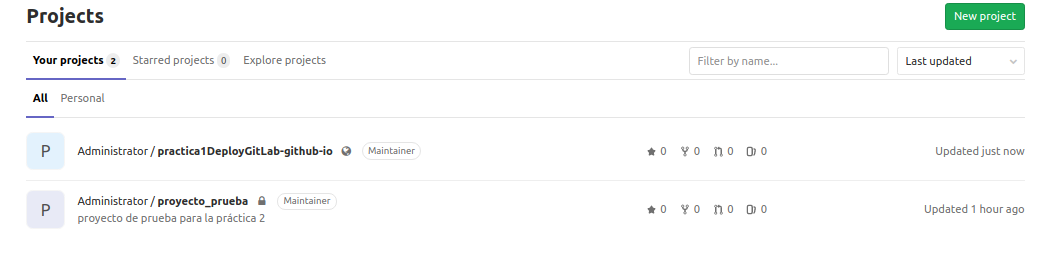 Projects
New project
Your projects 2 Starred projects 0 Explore projects
Filter by name...
Last updated
All Personal
P Administrator / practica1DeployGitLab-github-io Maintainer 0 0 0 0 Updated just now
P Administrator / proyecto_prueba Maintainer 0 0 0 0 Updated 1 hour ago
proyecto de prueba para la práctica 2